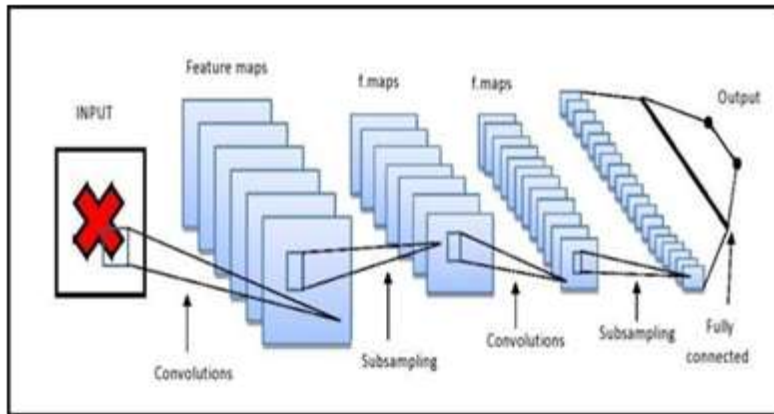 Feature maps
f.maps
f.maps
INPUT
Output
Convolutions
Subsampling
Convolutions
Subsampling
Fully
connected